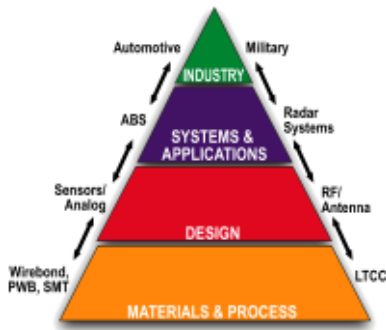 Automotive
Military
INDUSTRY
ABS
Radar
Systems
SYSTEMS &
APPLICATIONS
Sensors/
Analog
RF/
Antenna
DESIGN
Wirebond,
PWB, SMT
LTCC
MATERIALS & PROCESS